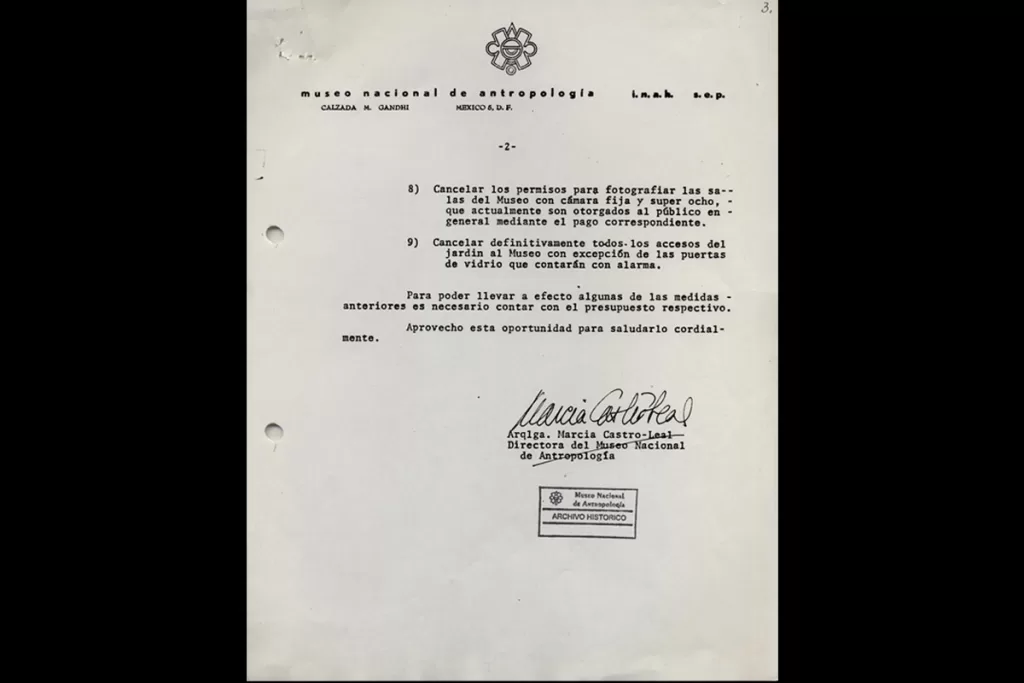 3.
museo nacional de antropología i.n.a.h. s.e.p.
CALZADA M. GANDHI MEXICO 5, D. F.
-2-
8) Cancelar los permisos para fotografiar las sa--
las del Museo con cámara fija y super ocho, -
que actualmente son otorgados al público en -
general mediante el pago correspondiente.
9) Cancelar definitivamente todos los accesos del
jardin al Museo con excepción de las puertas
de vidrio que contarán con alarma.
Para poder llevar a efecto algunas de las medidas -
anteriores es necesario contar con el presupuesto respectivo.
Aprovecho esta oportunidad para saludarlo cordial-
mente.
Marcia Castro Leal
Arqlga. Marcia Castro-Leal
Directora del Museo Nacional
de Antropología
Museo Nacional
de Antropología
ARCHIVO HISTORICO